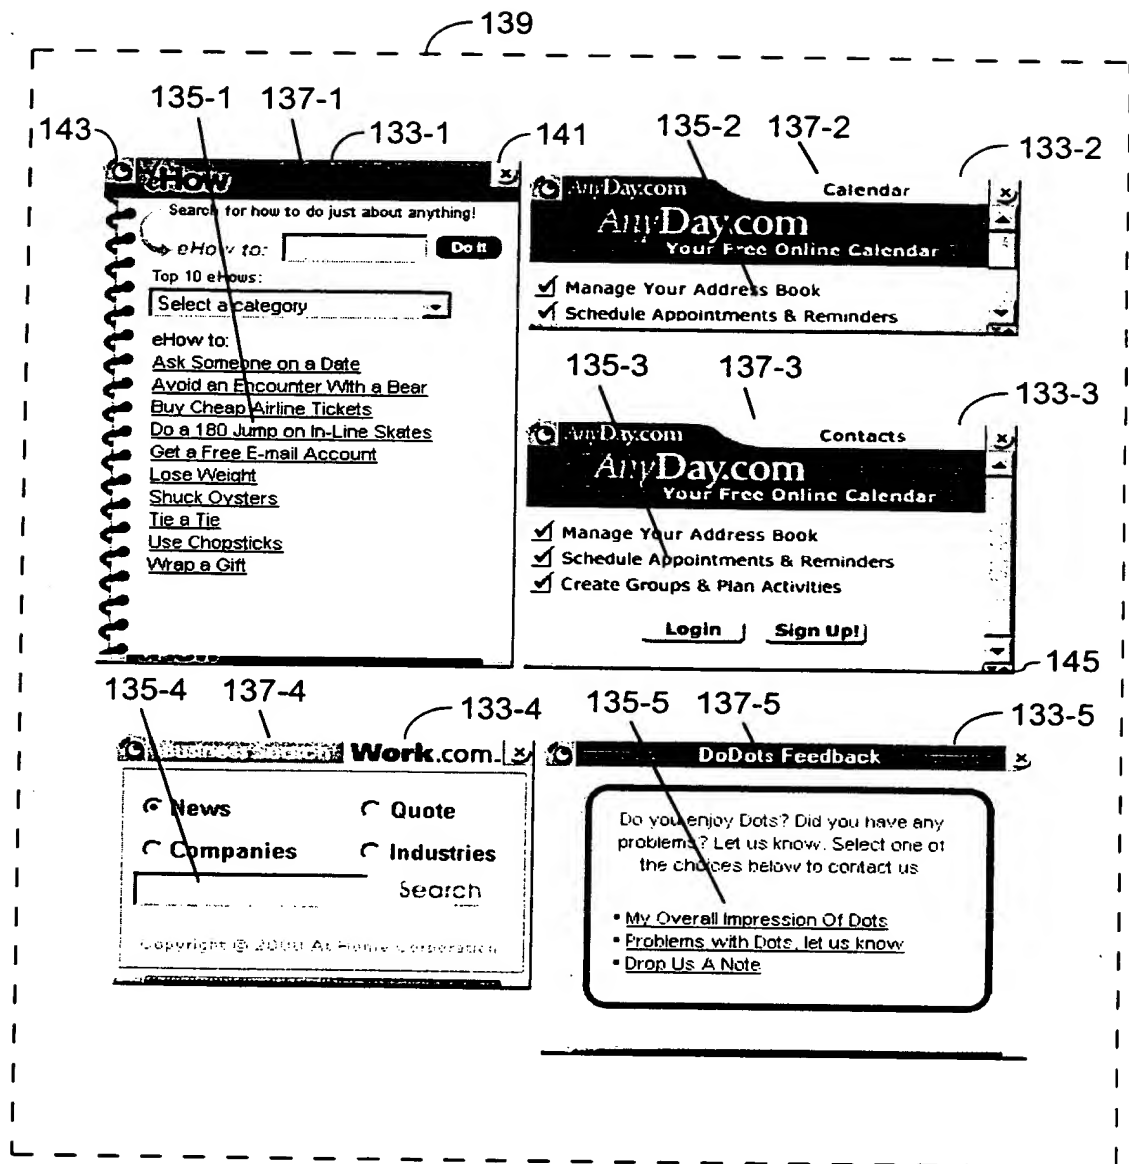 139
135-1 137-1
143 133-1 141
eHow
Search for how to do just about anything!
eHow to: Do It
Top 10 eHows:
Select a category
eHow to:
Ask Someone on a Date
Avoid an Encounter With a Bear
Buy Cheap Airline Tickets
Do a 180 Jump on In-Line Skates
Get a Free E-mail Account
Lose Weight
Shuck Oysters
Tie a Tie
Use Chopsticks
Wrap a Gift
135-2 137-2
133-2
AnyDay.com Calendar
AnyDay.com
Your Free Online Calendar
Manage Your Address Book
Schedule Appointments & Reminders
135-3 137-3
133-3
AnyDay.com Contacts
AnyDay.com
Your Free Online Calendar
Manage Your Address Book
Schedule Appointments & Reminders
Create Groups & Plan Activities
Login Sign Up!
145
135-4 137-4 133-4
Business Search Work.com
News Quote
Companies Industries
Search
Copyright © 2000 At Home Corporation
135-5 137-5 133-5
DoDots Feedback
Do you enjoy Dots? Did you have any
problems? Let us know. Select one of
the choices below to contact us
My Overall Impression Of Dots
Problems with Dots, let us know
Drop Us A Note